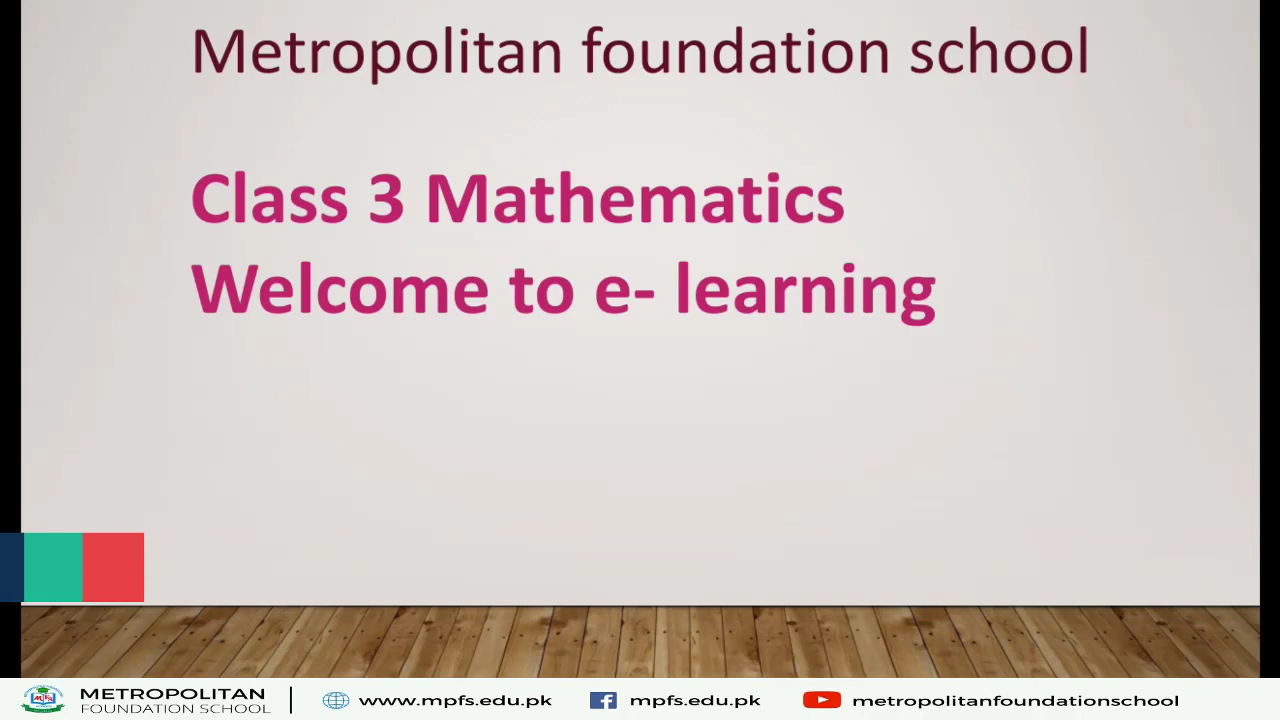 Metropolitan foundation school
Class 3 Mathematics
Welcome to e- learning
METROPOLITAN
FOUNDATION SCHOOL
www.mpfs.edu.pk
mpfs.edu.pk
metropolitanfoundationschool